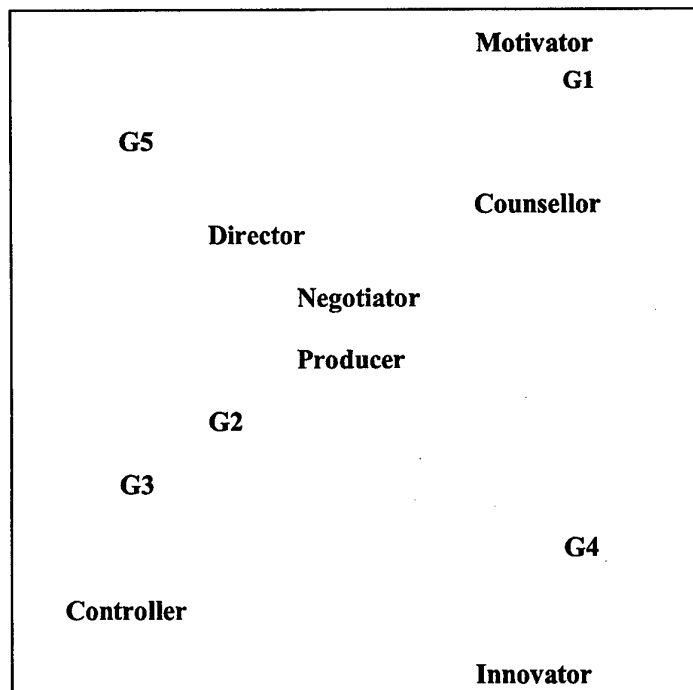 Motivator
G1
G5
Counsellor
Director
Negotiator
Producer
G2
G3
G4
Controller
Innovator